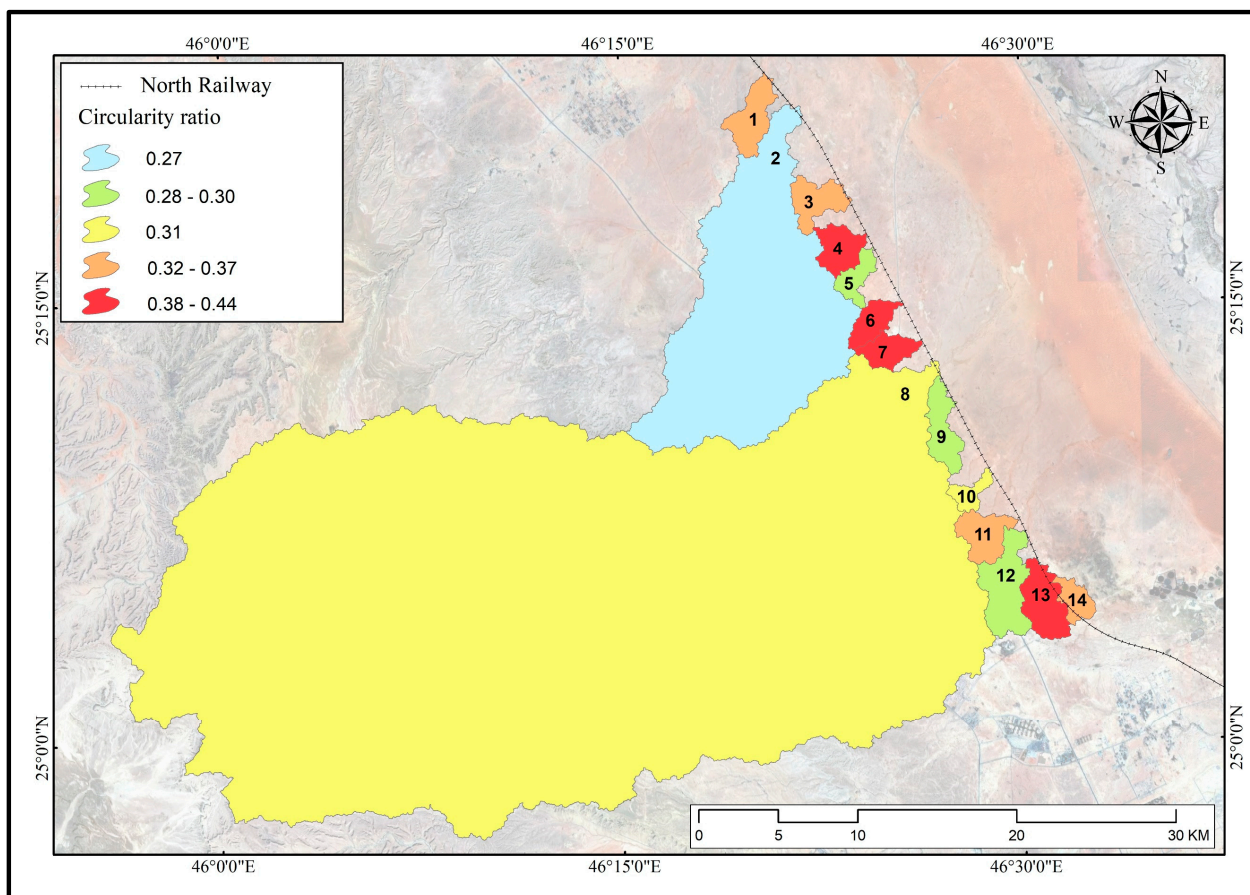 46°0'0"E 46°15'0"E 46°30'0"E
North Railway
Circularity ratio
0.27
0.28 - 0.30
0.31
0.32 - 0.37
0.38 - 0.44
N
W E
S
1
2
3
4
5
6
7
8
9
10
11
12
13
14
25°15'0"N 25°15'0"N
25°0'0"N 25°0'0"N
0 5 10 20 30 KM
46°0'0"E 46°15'0"E 46°30'0"E